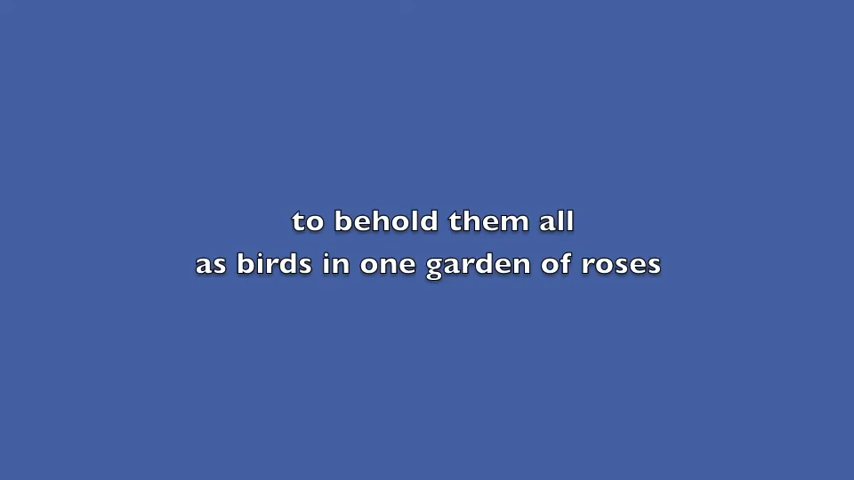 to behold them all
as birds in one garden of roses